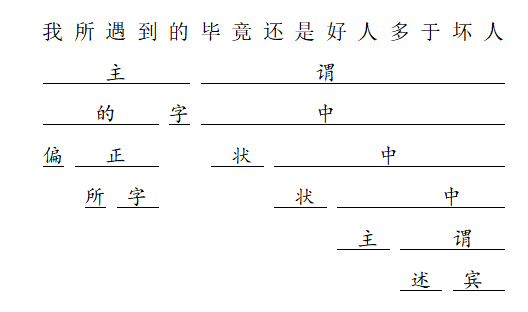 我所遇到的毕竟还是好人多于坏人
主 谓
的 字 中
偏 正 状 中
所 字 状 中
主 谓
述 宾